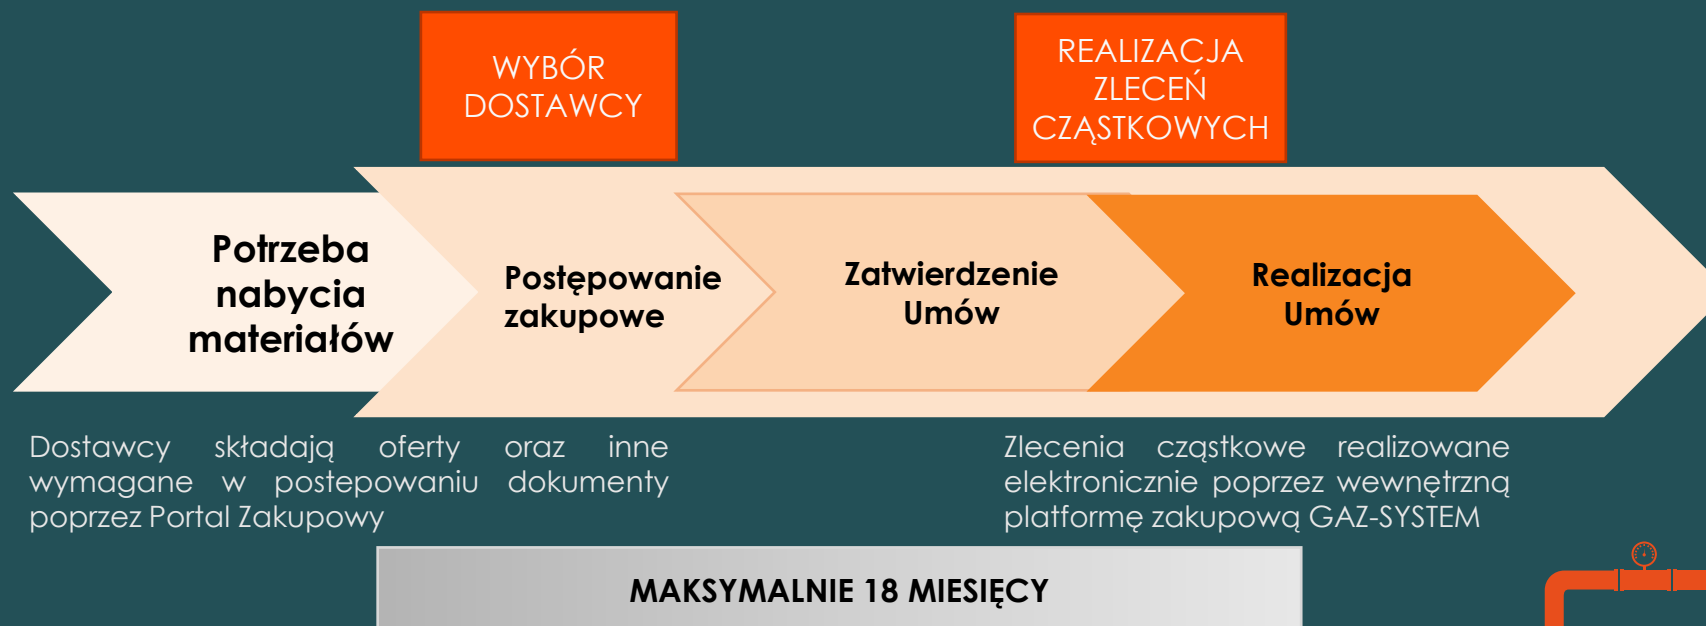 WYBÓR
DOSTAWCY
REALIZACJA
ZLECEŃ
CZĄSTKOWYCH
Potrzeba
nabycia
materiałów
Postępowanie
zakupowe
Zatwierdzenie
Umów
Realizacja
Umów
Dostawcy składają oferty oraz inne
wymagane w postepowaniu dokumenty
poprzez Portal Zakupowy
Zlecenia cząstkowe realizowane
elektronicznie poprzez wewnętrzną
platformę zakupową GAZ-SYSTEM
MAKSYMALNIE 18 MIESIĘCY